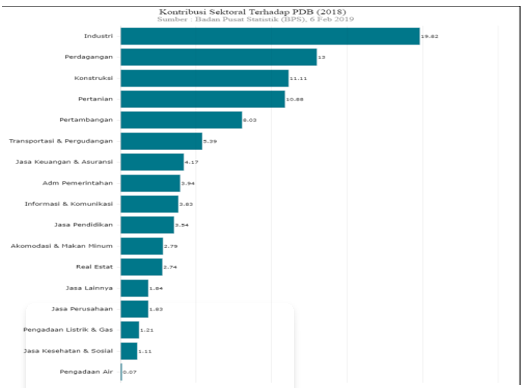 Kontribusi Sektoral Terhadap PDB (2018)
Sumber : Badan Pusat Statistik (BPS), 6 Feb 2019
Industri 19.82
Perdagangan 13
Konstruksi 11.11
Pertanian 10.88
Pertambangan 8.03
Transportasi & Pergudangan 5.39
Jasa Keuangan & Asuransi 4.17
Adm Pemerintahan 3.94
Informasi & Komunikasi 3.83
Jasa Pendidikan 3.54
Akomodasi & Makan Minum 2.79
Real Estat 2.74
Jasa Lainnya 1.84
Jasa Perusahaan 1.83
Pengadaan Listrik & Gas 1.21
Jasa Kesehatan & Sosial 1.11
Pengadaan Air 0.07